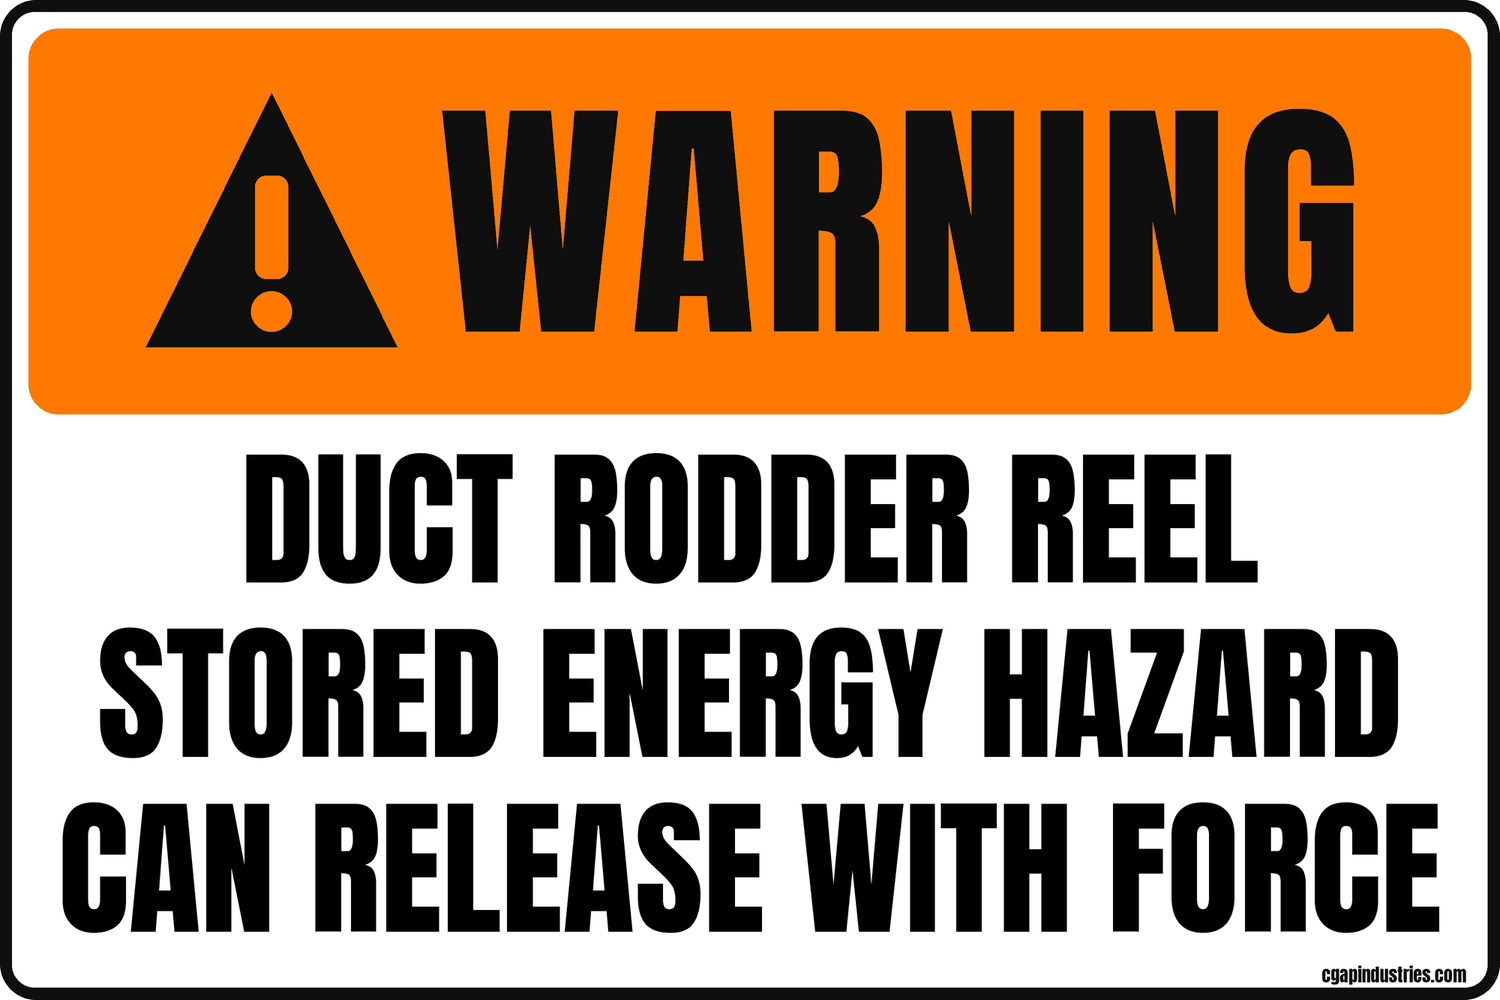 WARNING
DUCT RODDER REEL
STORED ENERGY HAZARD
CAN RELEASE WITH FORCE
cgapindustries.com